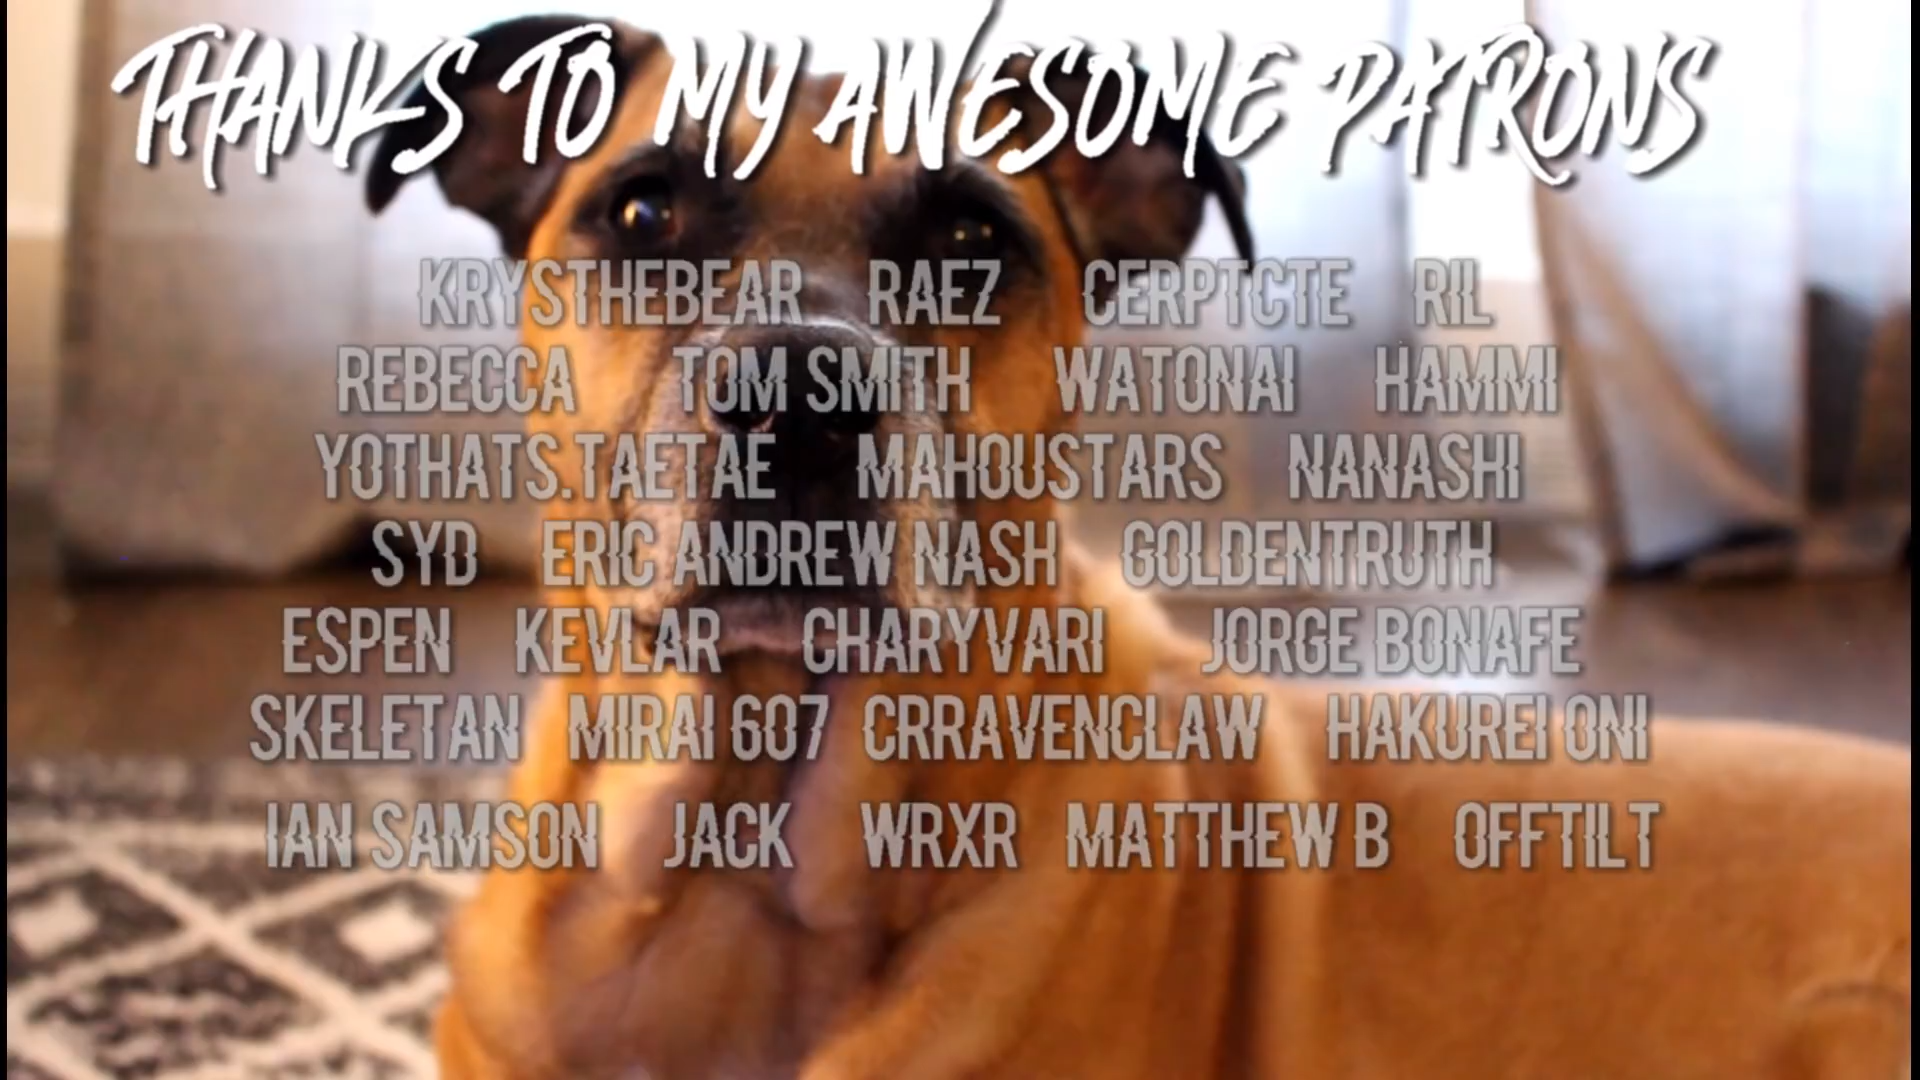 THANKS TO MY AWESOME PATRONS
KRYSTHEBEAR RAEZ CERPTCTE RIL
REBECCA TOM SMITH WATONAI HAMMI
YOTHATS.TAETAE MAHOUSTARS NANASHI
SYD ERIC ANDREW NASH GOLDENTRUTH
ESPEN KEVLAR CHARYVARI JORGE BONAFE
SKELETAN MIRAI 607 CRRAVENCLAW HAKUREI ONI
IAN SAMSON JACK WRXR MATTHEW B OFFTILT